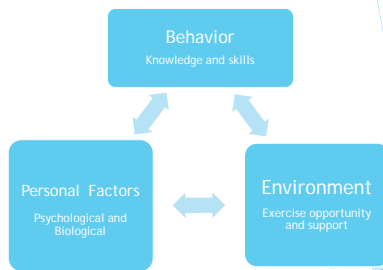 Behavior
Knowledge and skills
Personal Factors
Psychological and
Biological
Environment
Exercise opportunity
and support